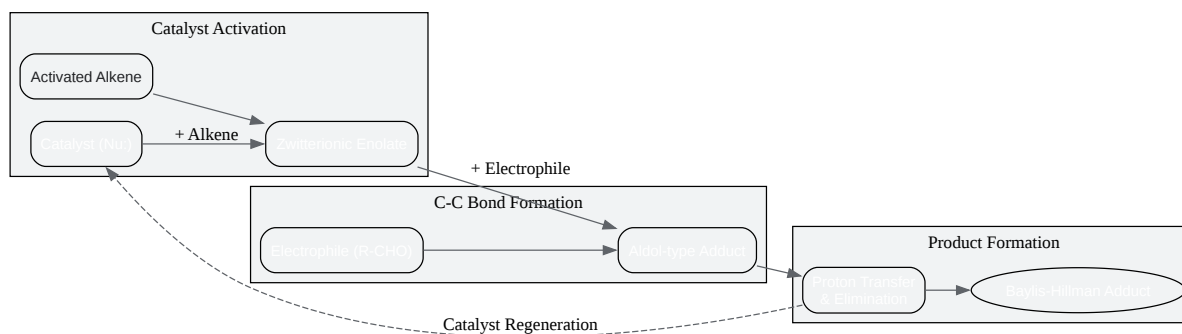 Catalyst Activation
Activated Alkene
Catalyst (Nu:)
+ Alkene
Zwitterionic Enolate
+ Electrophile
C-C Bond Formation
Electrophile (R-CHO)
Aldol-type Adduct
Product Formation
Proton Transfer
& Elimination
Baylis-Hillman Adduct
Catalyst Regeneration